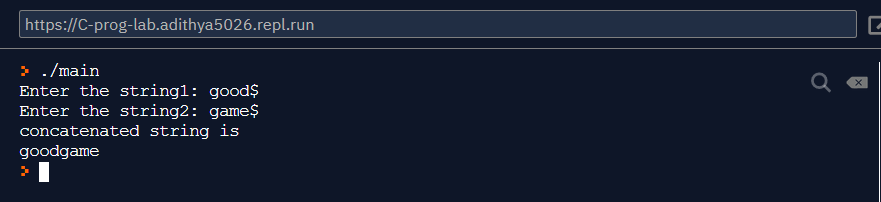 https://C-prog-lab.adithya5026.repl.run
> ./main
Enter the string1: good$
Enter the string2: game$
concatenated string is
goodgame
>